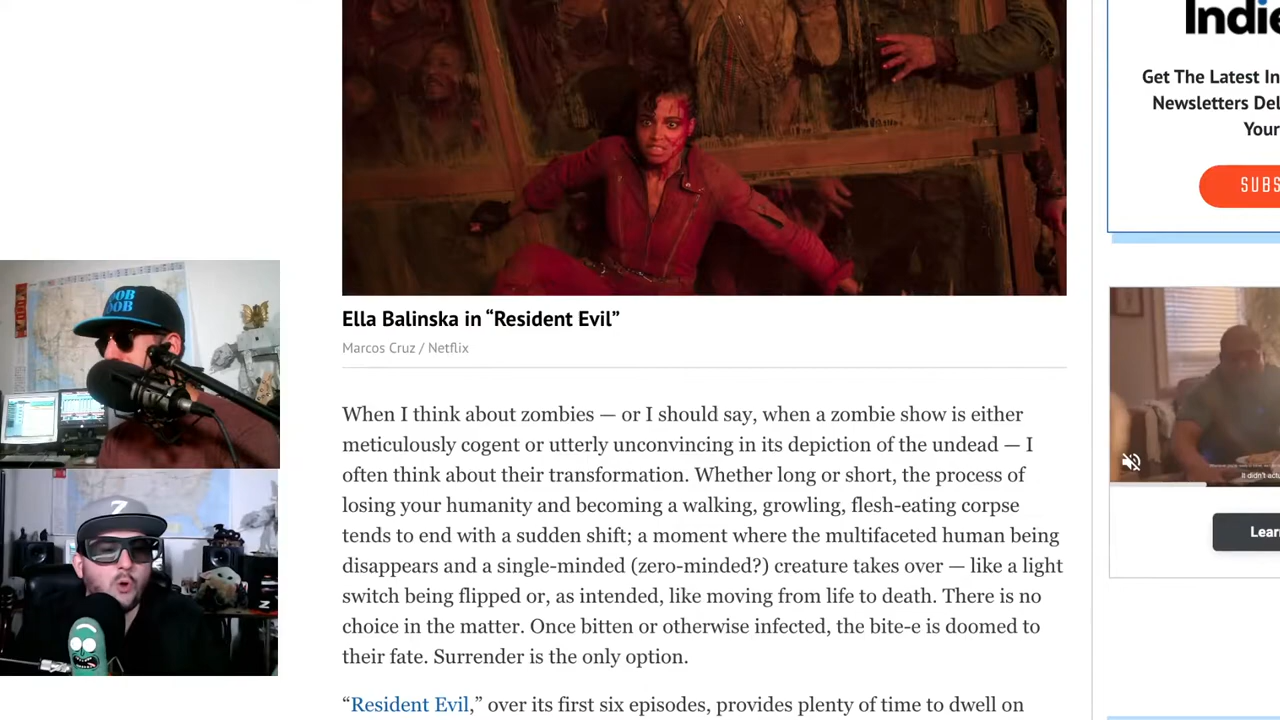 Indie
Get The Latest In
Newsletters Del
Your
SUBS
Ella Balinska in “Resident Evil”
Marcos Cruz / Netflix
When I think about zombies — or I should say, when a zombie show is either
meticulously cogent or utterly unconvincing in its depiction of the undead — I
often think about their transformation. Whether long or short, the process of
losing your humanity and becoming a walking, growling, flesh-eating corpse
tends to end with a sudden shift; a moment where the multifaceted human being
disappears and a single-minded (zero-minded?) creature takes over — like a light
switch being flipped or, as intended, like moving from life to death. There is no
choice in the matter. Once bitten or otherwise infected, the bite-e is doomed to
their fate. Surrender is the only option.
“Resident Evil,” over its first six episodes, provides plenty of time to dwell on
It didn't actu
Lear
Z